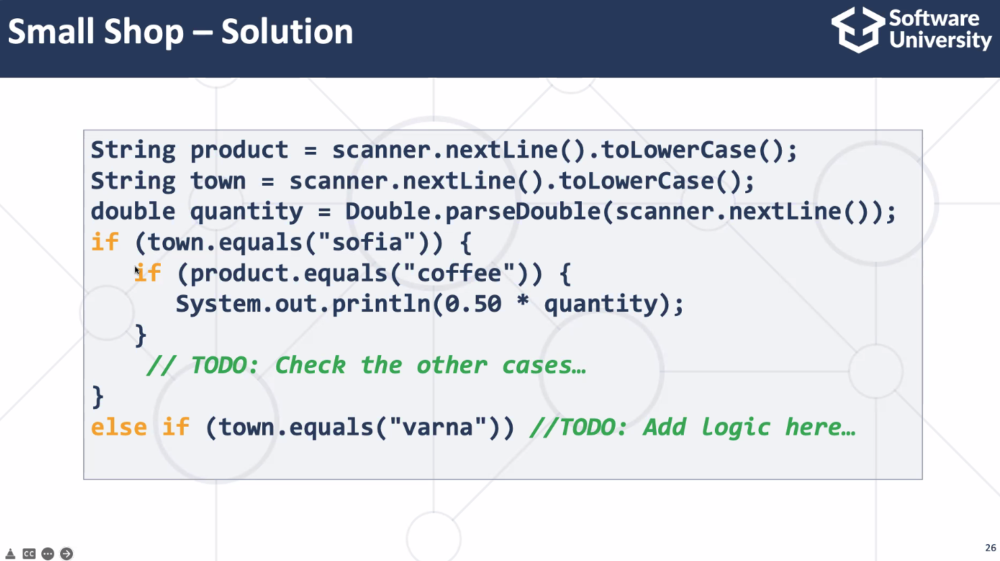 Small Shop – Solution
Software
University
String product = scanner.nextLine().toLowerCase();
String town = scanner.nextLine().toLowerCase();
double quantity = Double.parseDouble(scanner.nextLine());
if (town.equals("sofia")) {
if (product.equals("coffee")) {
System.out.println(0.50 * quantity);
}
// TODO: Check the other cases…
}
else if (town.equals("varna")) //TODO: Add logic here…
CC
26